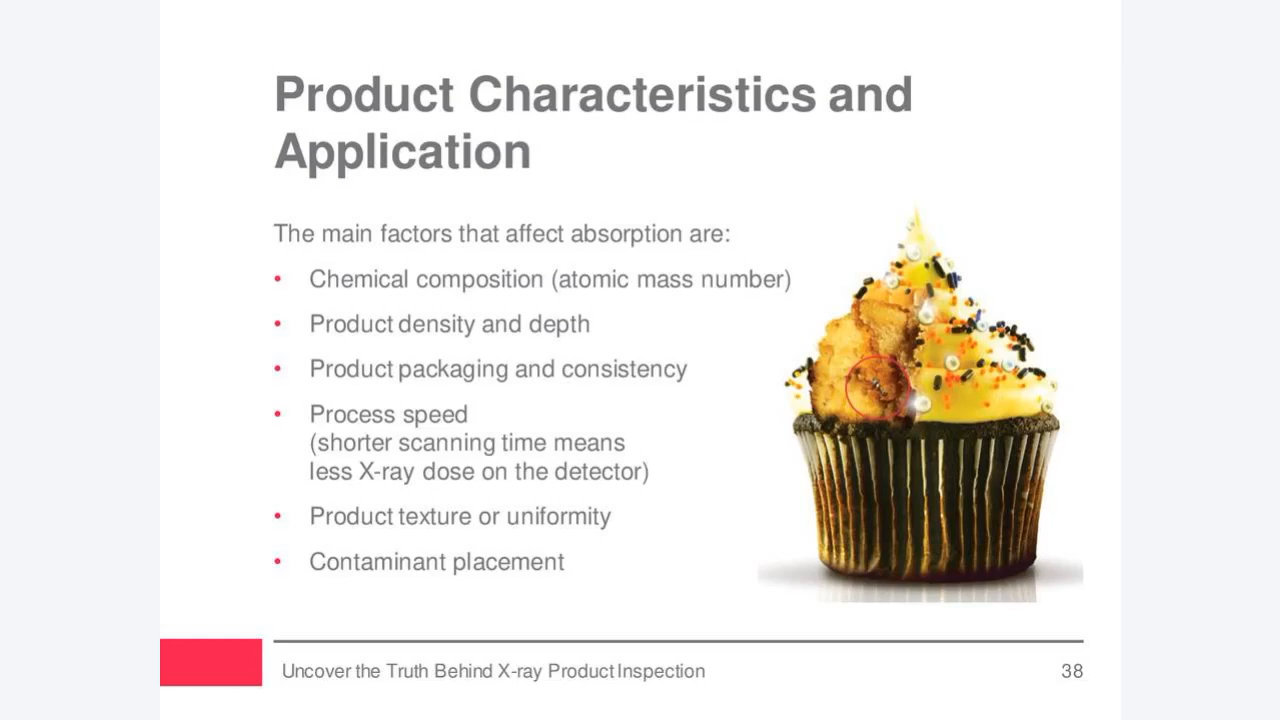 Product Characteristics and
Application
The main factors that affect absorption are:
• Chemical composition (atomic mass number)
• Product density and depth
• Product packaging and consistency
• Process speed
(shorter scanning time means
less X-ray dose on the detector)
• Product texture or uniformity
• Contaminant placement
Uncover the Truth Behind X-ray Product Inspection
38